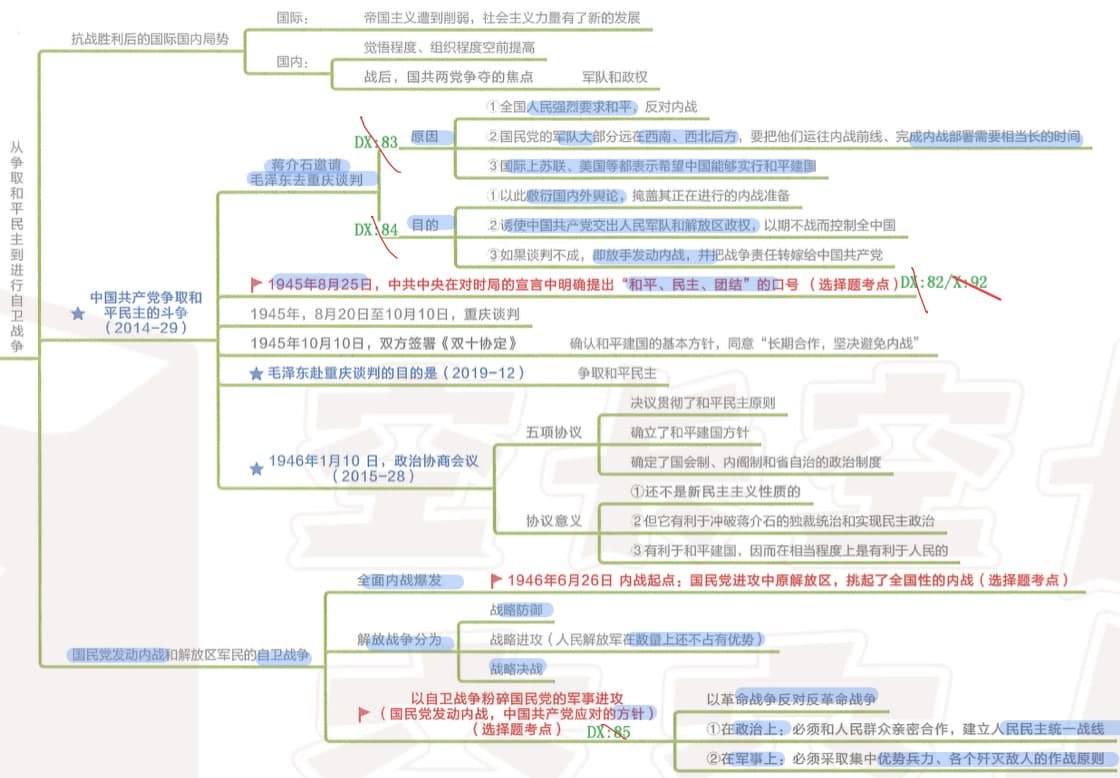 从争取和平民主到进行自卫战争
抗战胜利后的国际国内局势
国际：
帝国主义遭到削弱，社会主义力量有了新的发展
国内：
觉悟程度、组织程度空前提高
战后，国共两党争夺的焦点 军队和政权
中国共产党争取和
平民主的斗争
（2014-29）
蒋介石邀请
毛泽东去重庆谈判
DX:83
原因
①全国人民强烈要求和平，反对内战
②国民党的军队大部分远在西南、西北后方，要把他们运往内战前线、完成内战部署需要相当长的时间
③国际上苏联、美国等都表示希望中国能够实行和平建国
DX:84
目的
①以此敷衍国内外舆论，掩盖其正在进行的内战准备
②诱使中国共产党交出人民军队和解放区政权，以期不战而控制全中国
③如果谈判不成，即放手发动内战，并把战争责任转嫁给中国共产党
1945年8月25日，中共中央在对时局的宣言中明确提出“和平、民主、团结”的口号（选择题考点）DX:82/X:92
1945年，8月20日至10月10日，重庆谈判
1945年10月10日，双方签署《双十协定》 确认和平建国的基本方针，同意“长期合作，坚决避免内战”
毛泽东赴重庆谈判的目的是（2019-12） 争取和平民主
1946年1月10 日，政治协商会议
（2015-28）
五项协议
决议贯彻了和平民主原则
确立了和平建国方针
确定了国会制、内阁制和省自治的政治制度
协议意义
①还不是新民主主义性质的
②但它有利于冲破蒋介石的独裁统治和实现民主政治
③有利于和平建国，因而在相当程度上是有利于人民的
国民党发动内战和解放区军民的自卫战争
全面内战爆发
1946年6月26日 内战起点；国民党进攻中原解放区，挑起了全国性的内战（选择题考点）
解放战争分为
战略防御
战略进攻（人民解放军在数量上还不占有优势）
战略决战
以自卫战争粉碎国民党的军事进攻
（国民党发动内战，中国共产党应对的方针）
（选择题考点） DX:85
以革命战争反对反革命战争
①在政治上：必须和人民群众亲密合作，建立人民民主统一战线
②在军事上：必须采取集中优势兵力、各个歼灭敌人的作战原则